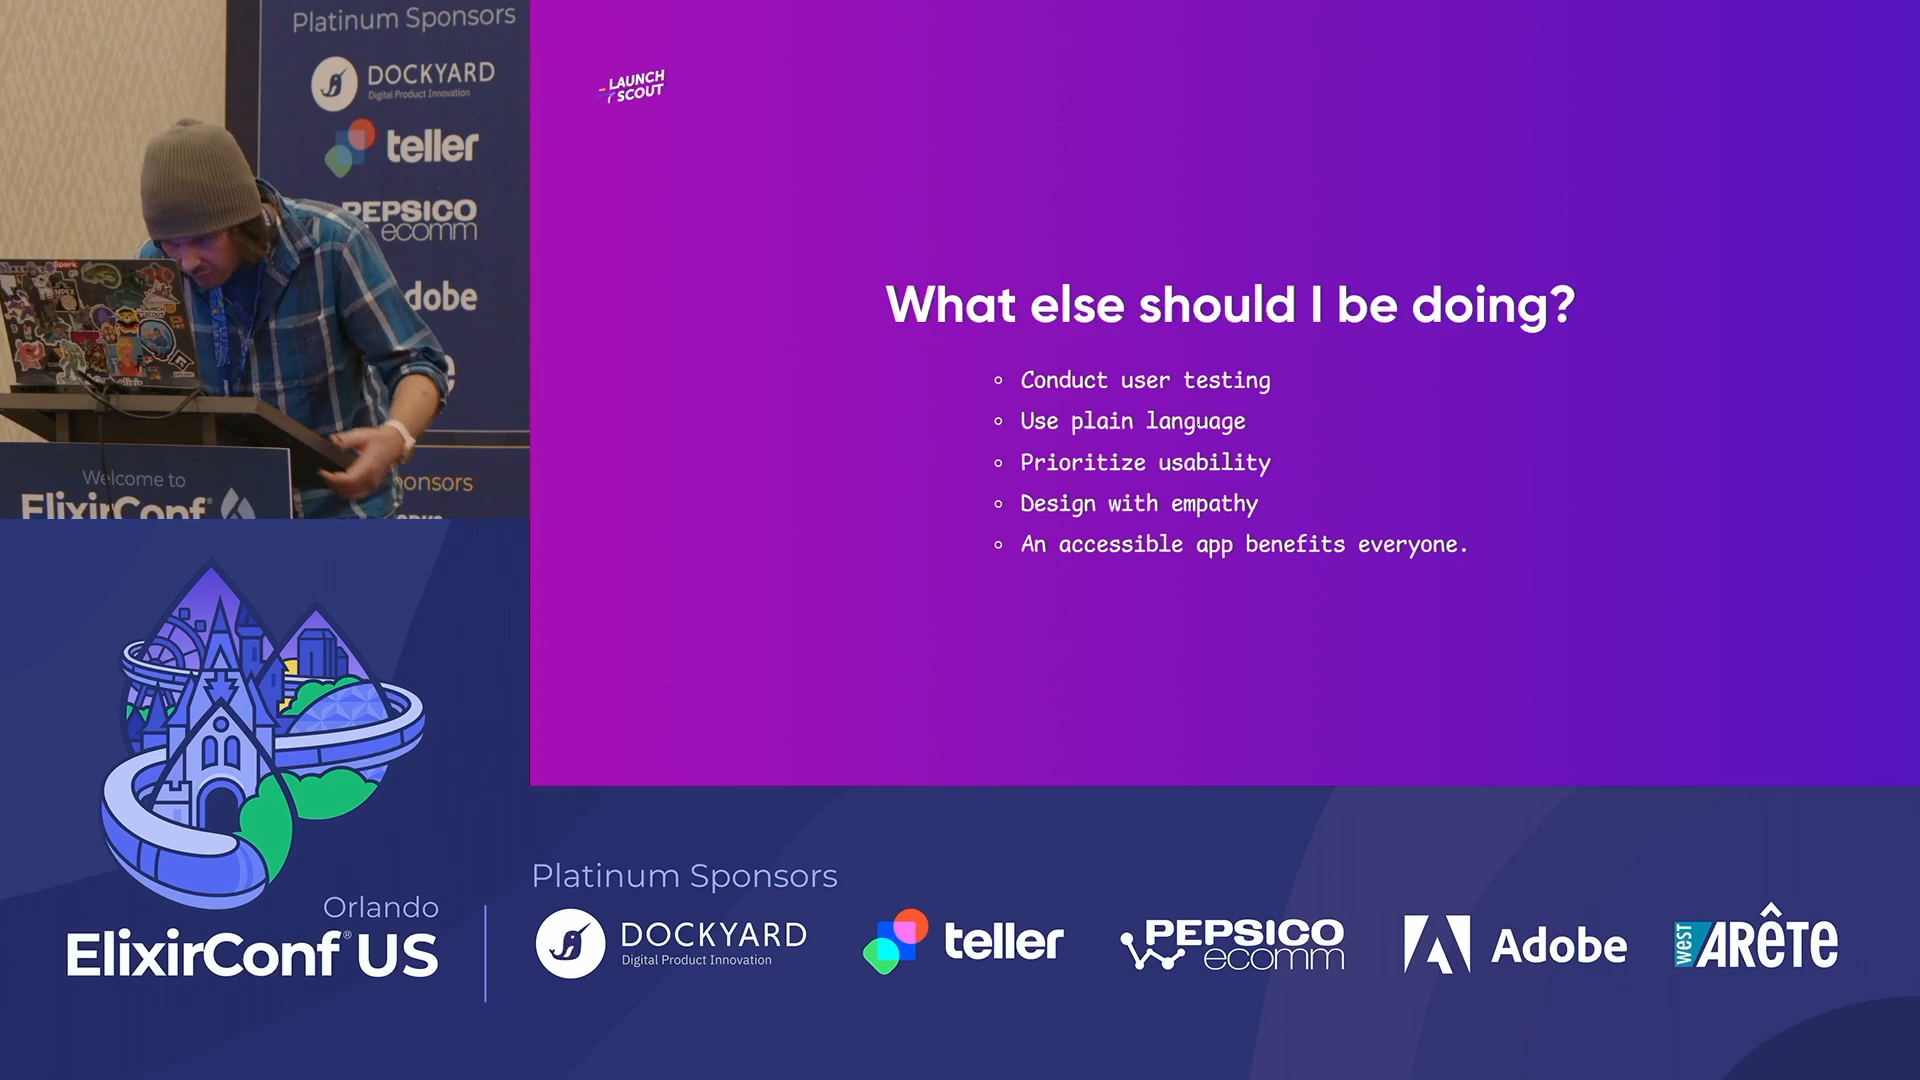 Platinum Sponsors
DOCKYARD
Digital Product Innovation
teller
PEPSICO
ecomm
dobe
onsors
Welcome to
ElixirConf
LAUNCH
SCOUT
What else should I be doing?
Conduct user testing
Use plain language
Prioritize usability
Design with empathy
An accessible app benefits everyone.
Orlando
ElixirConf® US
Platinum Sponsors
DOCKYARD
Digital Product Innovation
teller
PEPSICO
ecomm
Adobe
WEST ARÊTE